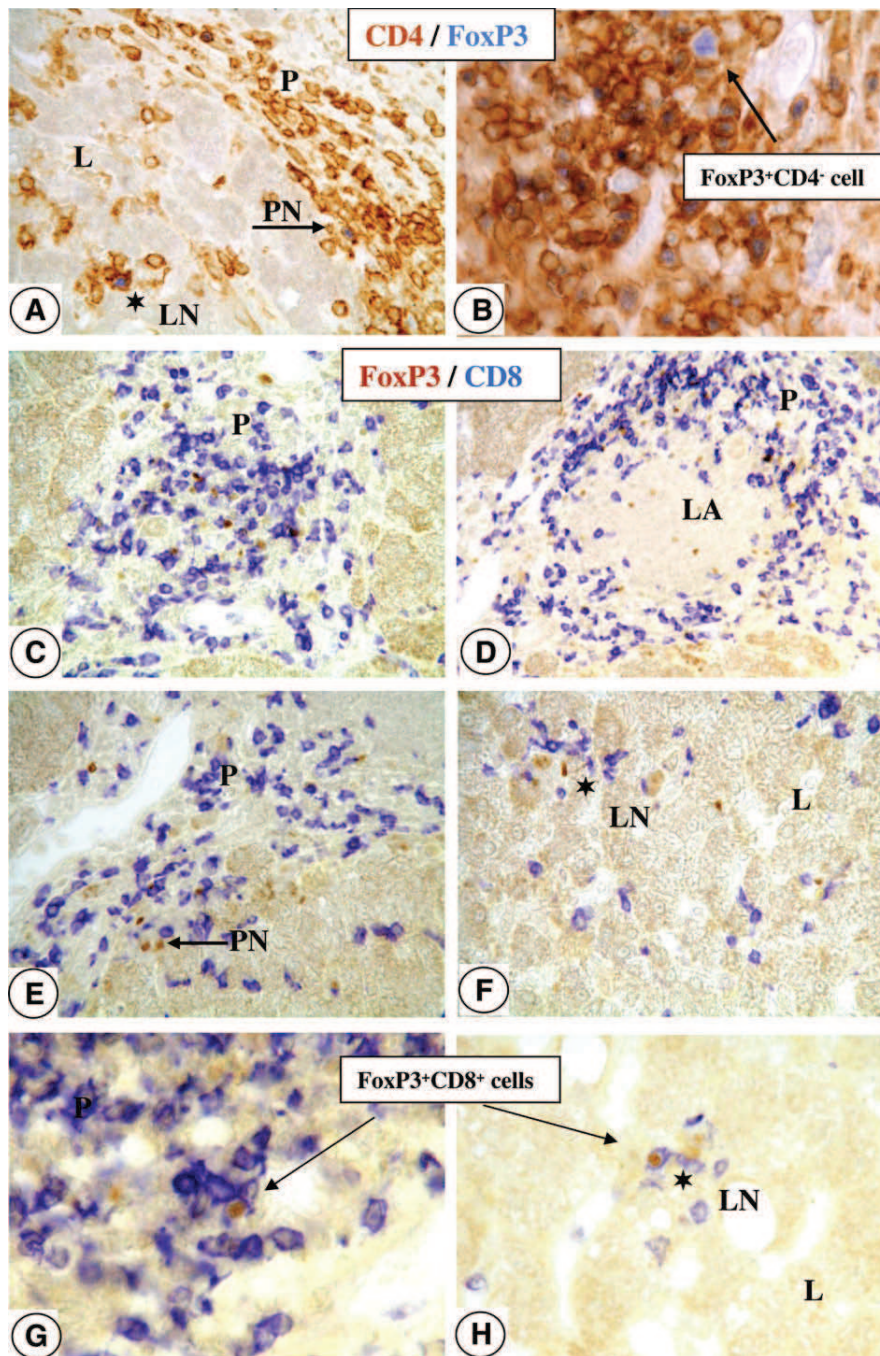 CD4 / FoxP3
P
L
PN
LN
A
FoxP3⁺CD4⁻ cell
B
FoxP3 / CD8
P
C
P
LA
D
P
PN
E
LN
L
F
FoxP3⁺CD8⁺ cells
P
G
LN
L
H